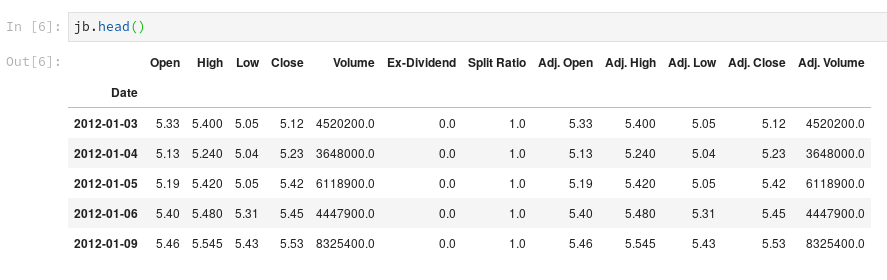 In [6]: jb.head()
Out[6]: Open High Low Close Volume Ex-Dividend Split Ratio Adj. Open Adj. High Adj. Low Adj. Close Adj. Volume
Date
2012-01-03 5.33 5.400 5.05 5.12 4520200.0 0.0 1.0 5.33 5.400 5.05 5.12 4520200.0
2012-01-04 5.13 5.240 5.04 5.23 3648000.0 0.0 1.0 5.13 5.240 5.04 5.23 3648000.0
2012-01-05 5.19 5.420 5.05 5.42 6118900.0 0.0 1.0 5.19 5.420 5.05 5.42 6118900.0
2012-01-06 5.40 5.480 5.31 5.45 4447900.0 0.0 1.0 5.40 5.480 5.31 5.45 4447900.0
2012-01-09 5.46 5.545 5.43 5.53 8325400.0 0.0 1.0 5.46 5.545 5.43 5.53 8325400.0